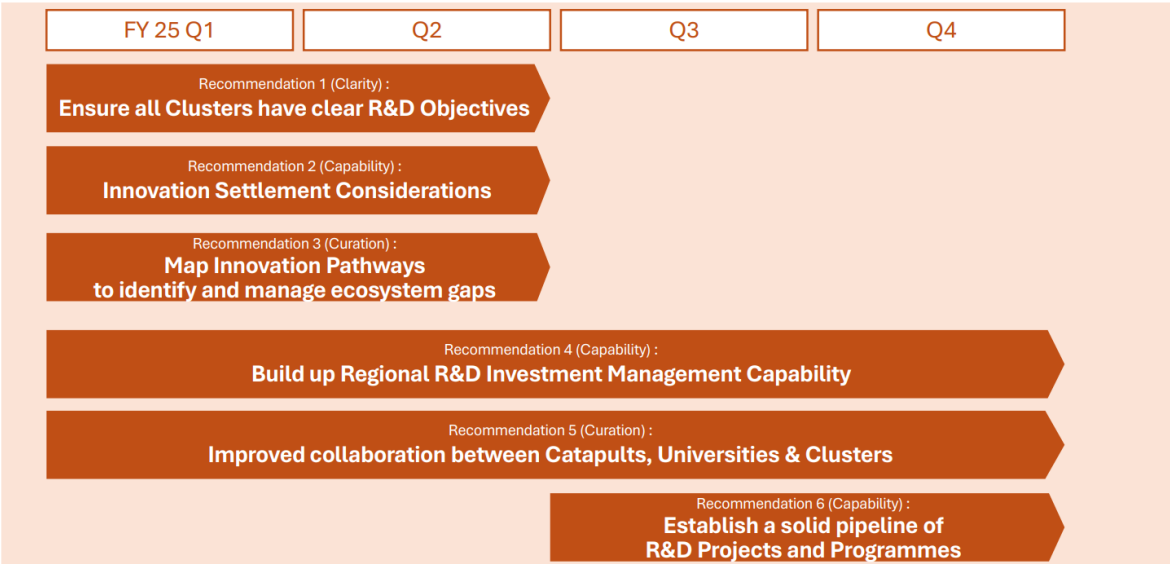 FY 25 Q1
Q2
Q3
Q4
Recommendation 1 (Clarity) :
Ensure all Clusters have clear R&D Objectives
Recommendation 2 (Capability) :
Innovation Settlement Considerations
Recommendation 3 (Curation) :
Map Innovation Pathways
to identify and manage ecosystem gaps
Recommendation 4 (Capability) :
Build up Regional R&D Investment Management Capability
Recommendation 5 (Curation) :
Improved collaboration between Catapults, Universities & Clusters
Recommendation 6 (Capability) :
Establish a solid pipeline of
R&D Projects and Programmes